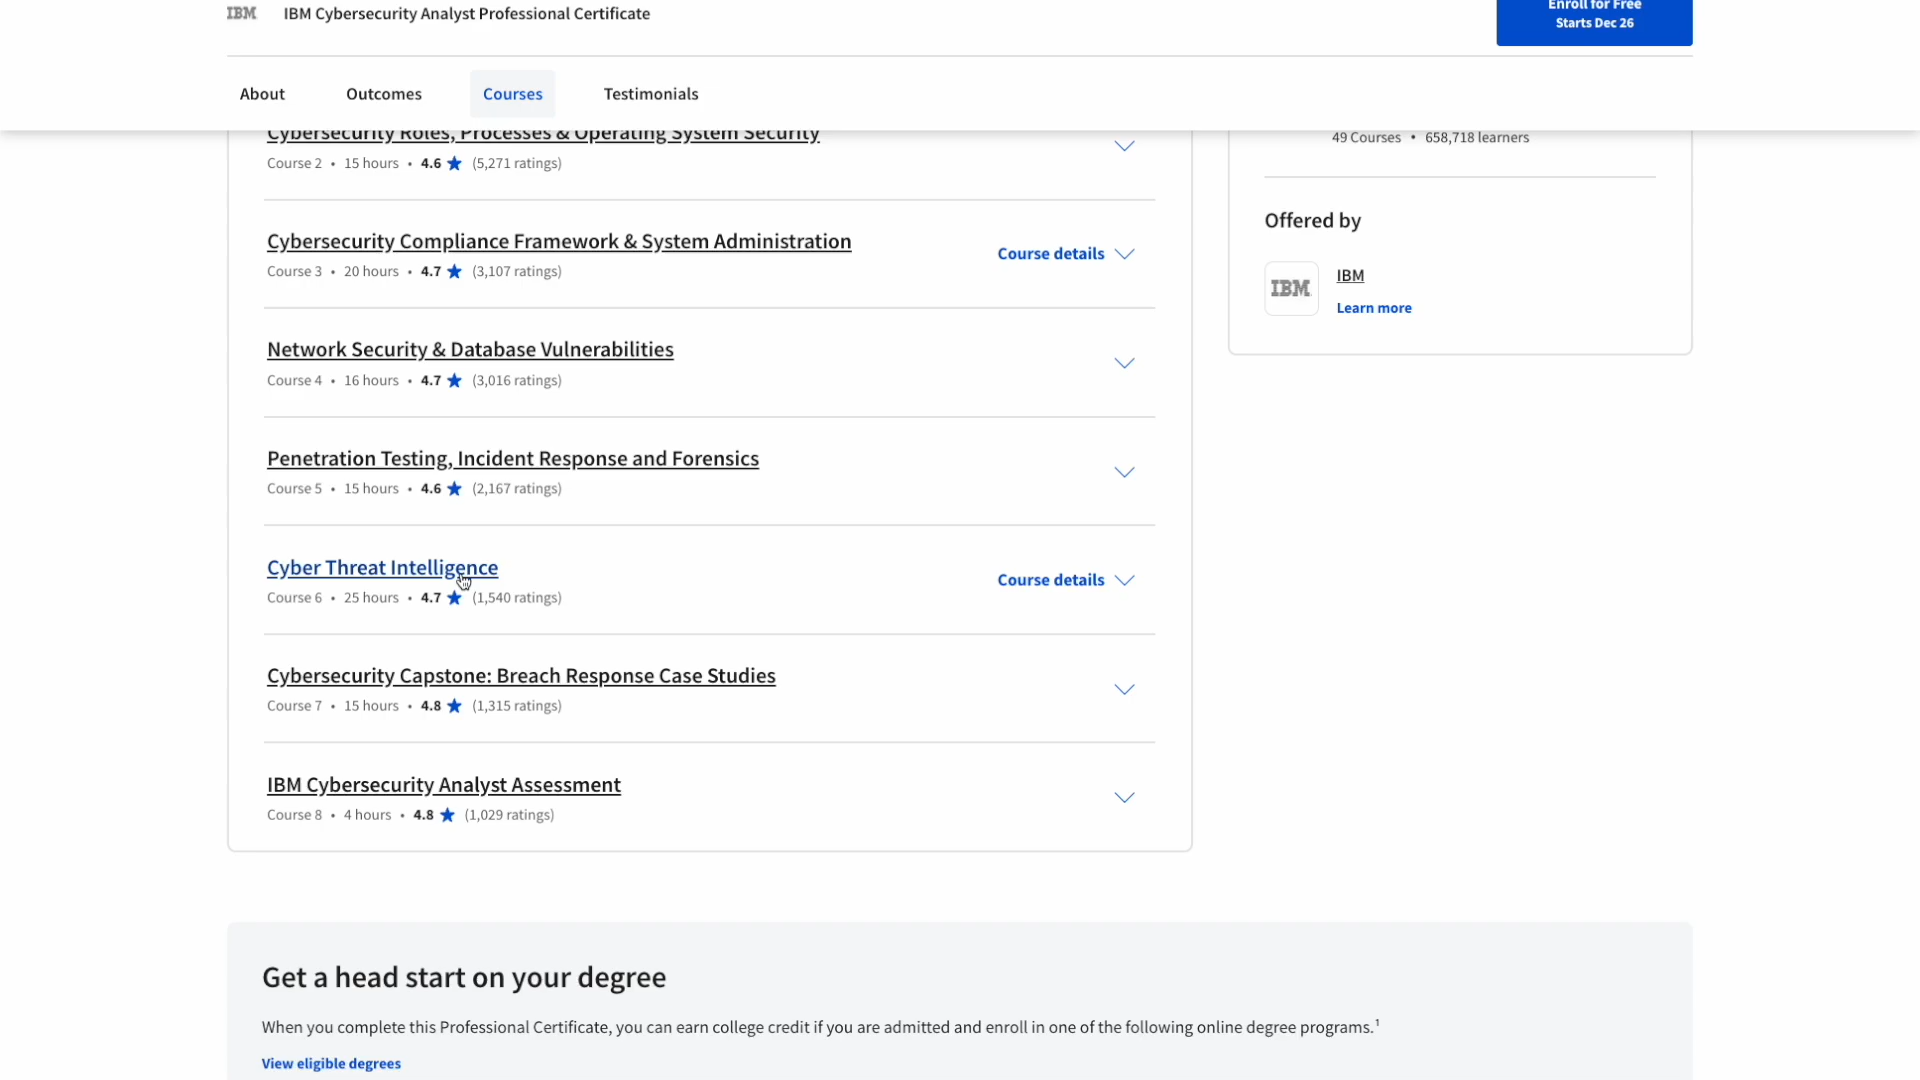 IBM
IBM Cybersecurity Analyst Professional Certificate
Enroll for Free
Starts Dec 26
About
Outcomes
Courses
Testimonials
Cybersecurity Roles, Processes & Operating System Security
Course 2 • 15 hours • 4.6 ★ (5,271 ratings)
49 Courses • 658,718 learners
Cybersecurity Compliance Framework & System Administration
Course 3 • 20 hours • 4.7 ★ (3,107 ratings)
Course details
Offered by
IBM
IBM
Learn more
Network Security & Database Vulnerabilities
Course 4 • 16 hours • 4.7 ★ (3,016 ratings)
Penetration Testing, Incident Response and Forensics
Course 5 • 15 hours • 4.6 ★ (2,167 ratings)
Cyber Threat Intelligence
Course 6 • 25 hours • 4.7 ★ (1,540 ratings)
Course details
Cybersecurity Capstone: Breach Response Case Studies
Course 7 • 15 hours • 4.8 ★ (1,315 ratings)
IBM Cybersecurity Analyst Assessment
Course 8 • 4 hours • 4.8 ★ (1,029 ratings)
Get a head start on your degree
When you complete this Professional Certificate, you can earn college credit if you are admitted and enroll in one of the following online degree programs.¹
View eligible degrees